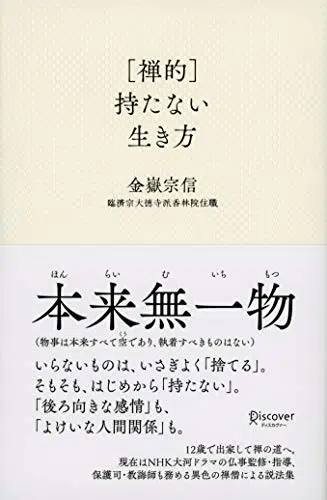 ［禅的］
持たない
生き方
金嶽宗信
臨済宗大徳寺派香林院住職
ほんらいむいちもつ
本来無一物
（物事は本来すべて空であり、執着すべきものはない）
くう
いらないものは、いさぎよく「捨てる」。
そもそも、はじめから「持たない」。
「後ろ向きな感情」も、
「よけいな人間関係」も。
12歳で出家して禅の道へ。
現在はNHK大河ドラマの仏事監修・指導、
保護司・教誨師も務める異色の禅僧による説法集
Discover
ディスカヴァー